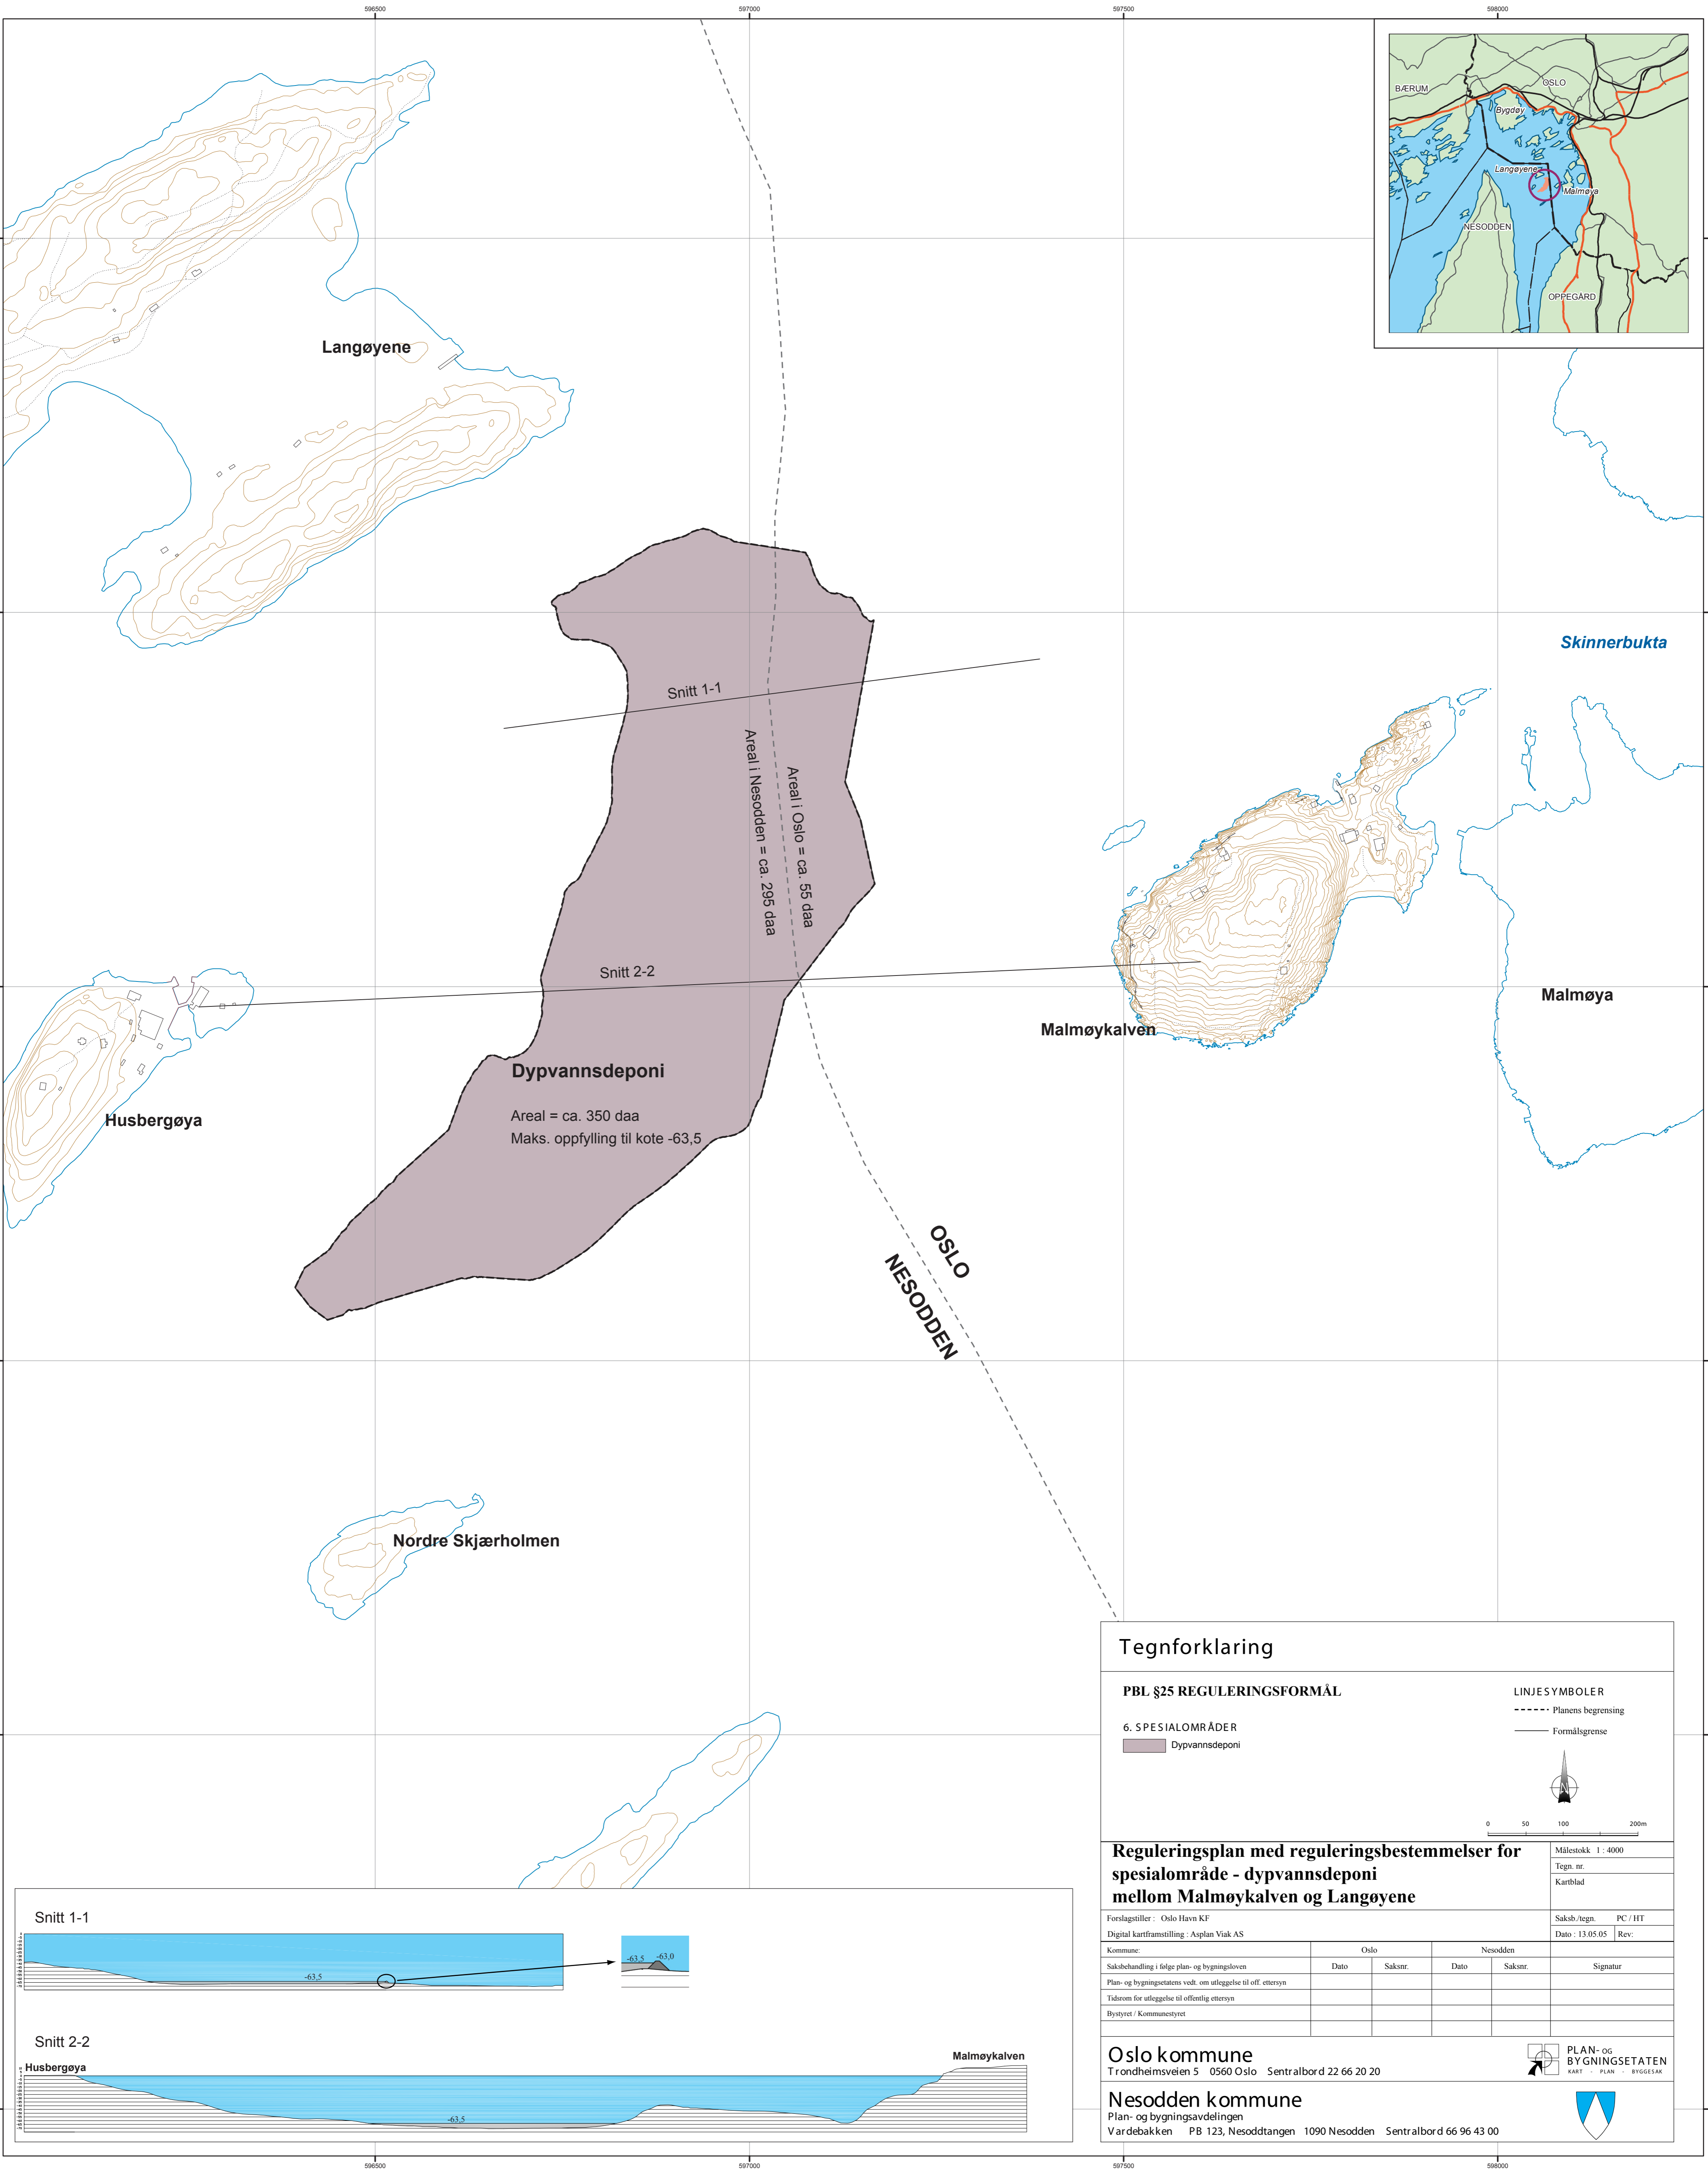 596500
597000
597500
598000
BÆRUM
OSLO
Bygdøy
Langøyene
Malmøya
NESODDEN
OPPEGÅRD
Langøyene
Skinnerbukta
Snitt 1-1
Areal i Nesodden = ca. 295 daa
Areal i Oslo = ca. 55 daa
Snitt 2-2
Malmøya
Malmøykalven
Husbergøya
Dypvannsdeponi
Areal = ca. 350 daa
Maks. oppfylling til kote -63,5
OSLO
NESODDEN
Nordre Skjærholmen
Tegnforklaring
PBL §25 REGULERINGSFORMÅL
LINJESYMBOLER
Planens begrensing
6. SPESIALOMRÅDER
Formålsgrense
Dypvannsdeponi
0 50 100 200m
Reguleringsplan med reguleringsbestemmelser for
spesialområde - dypvannsdeponi
mellom Malmøykalven og Langøyene
Målestokk 1 : 4000
Tegn. nr.
Kartblad
Forslagstiller : Oslo Havn KF
Saksb./tegn. PC / HT
Digital kartframstilling : Asplan Viak AS
Dato : 13.05.05 Rev:
Kommune: Oslo Nesodden
Saksbehandling i følge plan- og bygningsloven Dato Saksnr. Dato Saksnr. Signatur
Plan- og bygningsetatens vedt. om utleggelse til off. ettersyn
Tidsrom for utleggelse til offentlig ettersyn
Bystyret / Kommunestyret
Oslo kommune
Trondheimsveien 5 0560 Oslo Sentralbord 22 66 20 20
PLAN- OG
BYGNINGSETATEN
KART - PLAN - BYGGESAK
Nesodden kommune
Plan- og bygningsavdelingen
Vardebakken PB 123, Nesoddtangen 1090 Nesodden Sentralbord 66 96 43 00
Snitt 1-1
-63,5
-63,5 -63,0
Snitt 2-2
Husbergøya
Malmøykalven
-63,5
596500
597000
597500
598000